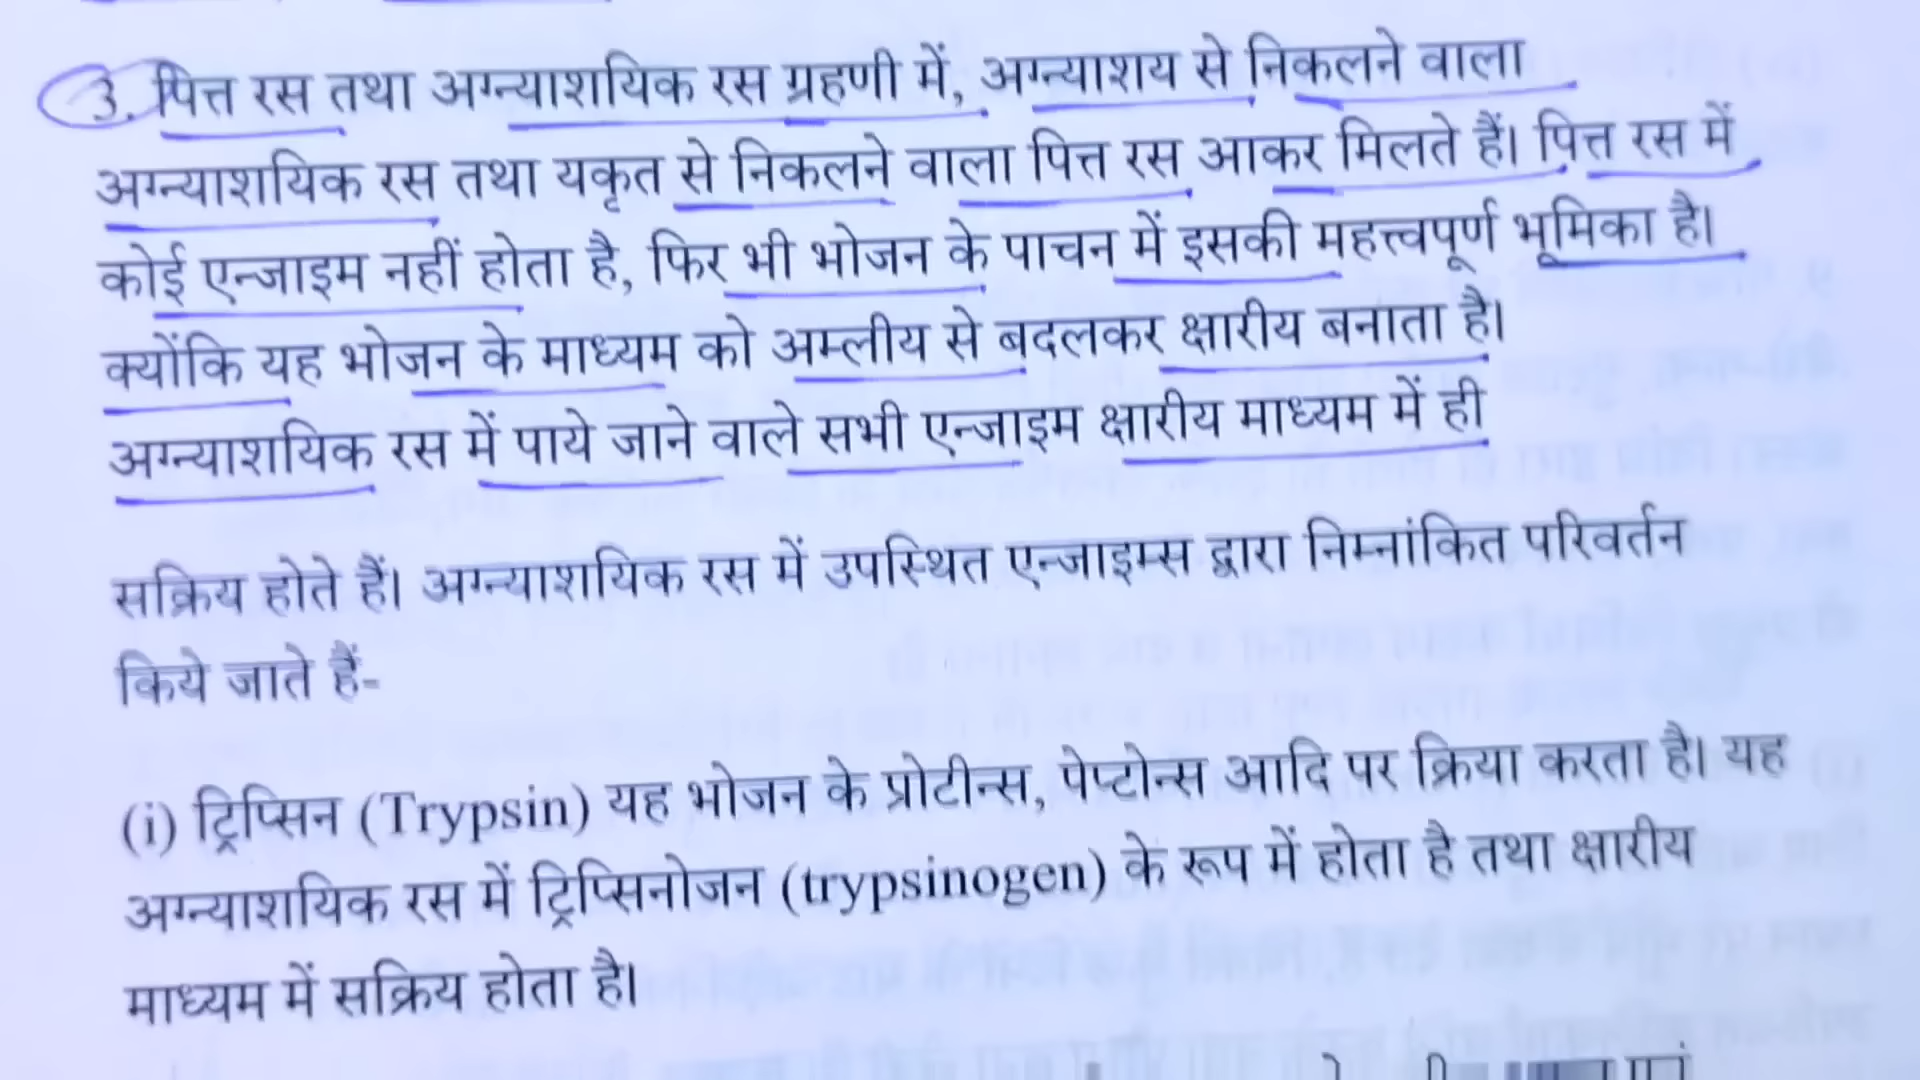 3. पित्त रस तथा अग्न्याशयिक रस ग्रहणी में, अग्न्याशय से निकलने वाला
अग्न्याशयिक रस तथा यकृत से निकलने वाला पित्त रस आकर मिलते हैं। पित्त रस में
कोई एन्जाइम नहीं होता है, फिर भी भोजन के पाचन में इसकी महत्त्वपूर्ण भूमिका है।
क्योंकि यह भोजन के माध्यम को अम्लीय से बदलकर क्षारीय बनाता है।
अग्न्याशयिक रस में पाये जाने वाले सभी एन्जाइम क्षारीय माध्यम में ही
सक्रिय होते हैं। अग्न्याशयिक रस में उपस्थित एन्जाइम्स द्वारा निम्नांकित परिवर्तन
किये जाते हैं-
(i) ट्रिप्सिन (Trypsin) यह भोजन के प्रोटीन्स, पेप्टोन्स आदि पर क्रिया करता है। यह
अग्न्याशयिक रस में ट्रिप्सिनोजन (trypsinogen) के रूप में होता है तथा क्षारीय
माध्यम में सक्रिय होता है।